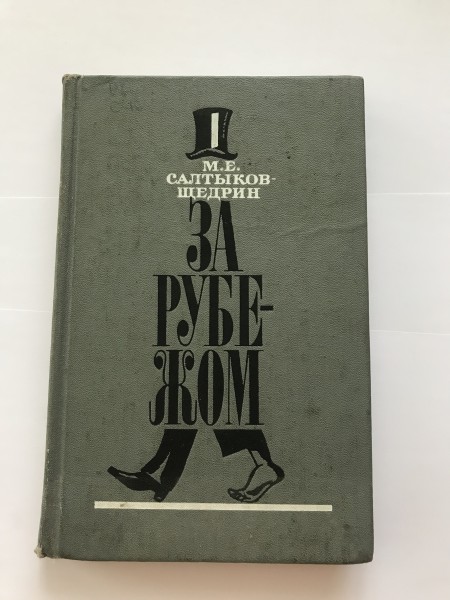 М.Е.
САЛТЫКОВ-
ЩЕДРИН
ЗА
РУБЕ-
ЖОМ